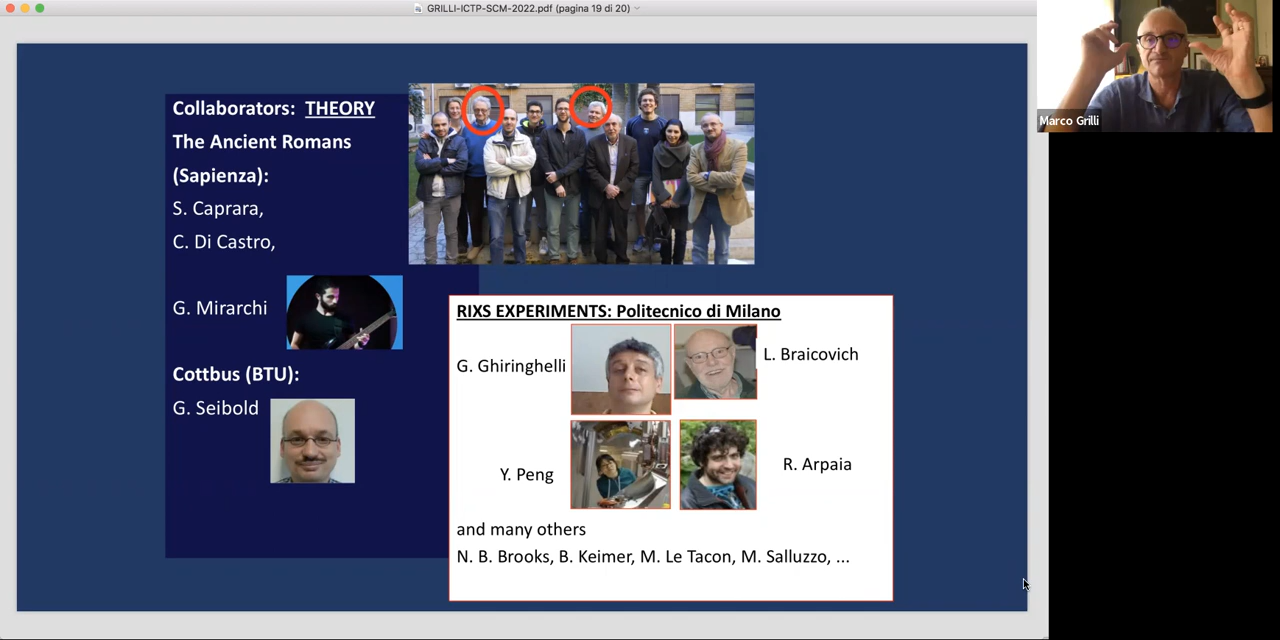 GRILLI-ICTP-SCM-2022.pdf (pagina 19 di 20)
Marco Grilli
Collaborators: THEORY
The Ancient Romans
(Sapienza):
S. Caprara,
C. Di Castro,
G. Mirarchi
Cottbus (BTU):
G. Seibold
RIXS EXPERIMENTS: Politecnico di Milano
G. Ghiringhelli
L. Braicovich
Y. Peng
R. Arpaia
and many others
N. B. Brooks, B. Keimer, M. Le Tacon, M. Salluzzo, ...